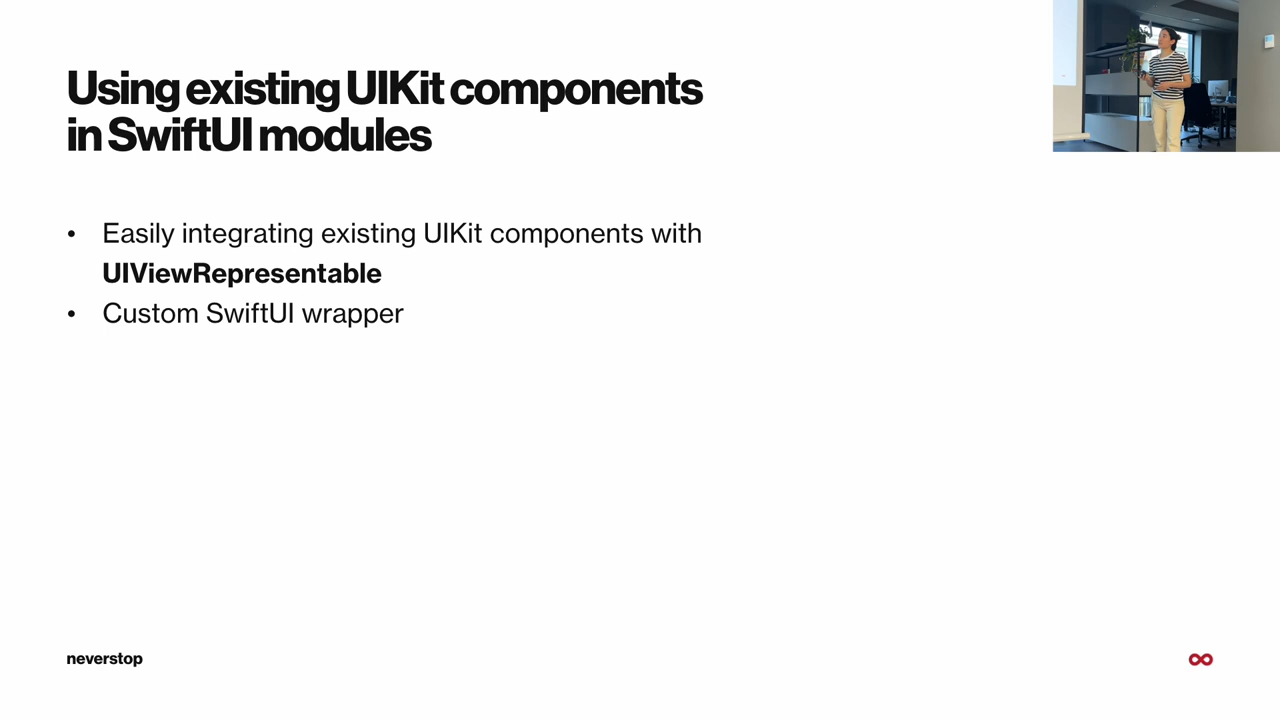 Using existing UIKit components
in SwiftUI modules
• Easily integrating existing UIKit components with
UIViewRepresentable
• Custom SwiftUI wrapper
neverstop